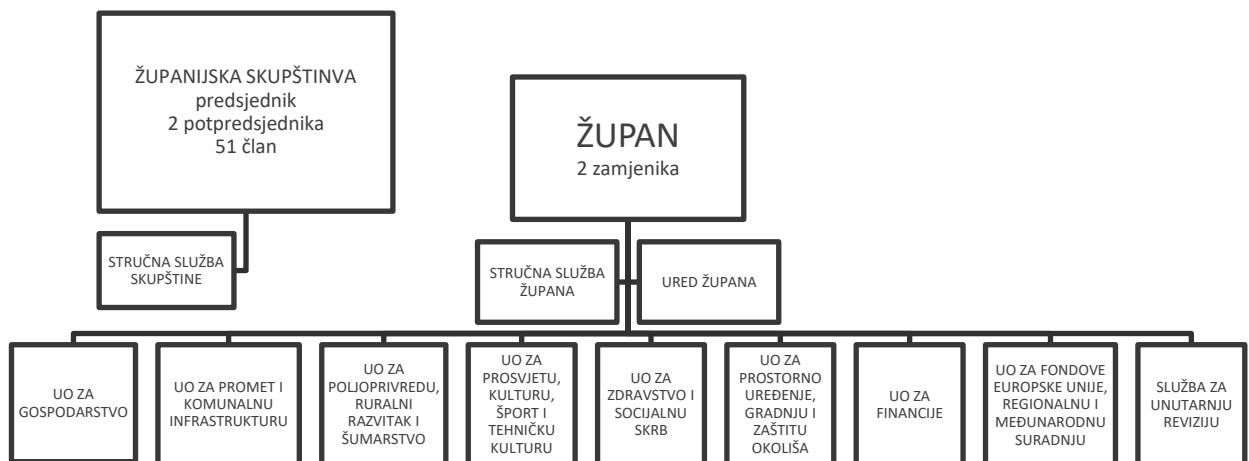 ŽUPANIJSKA SKUPŠTINVA
predsjednik
2 potpredsjednika
51 član
ŽUPAN
2 zamjenika
STRUČNA SLUŽBA
SKUPŠTINE
STRUČNA SLUŽBA
ŽUPANA
URED ŽUPANA
UO ZA
GOSPODARSTVO
UO ZA PROMET I
KOMUNALNU
INFRASTRUKTURU
UO ZA
POLJOPRIVREDU,
RURALNI
RAZVITAK I
ŠUMARSTVO
UO ZA
PROSVJETU,
KULTURU,
ŠPORT I
TEHNIČKU
KULTURU
UO ZA
ZDRAVSTVO I
SOCIJALNU
SKRB
UO ZA
PROSTORNO
UREĐENJE,
GRADNJU I
ZAŠTITU
OKOLIŠA
UO ZA
FINANCIJE
UO ZA FONDOVE
EUROPSKE UNIJE,
REGIONALNU I
MEĐUNARODNU
SURADNJU
SLUŽBA ZA
UNUTARNJU
REVIZIJU